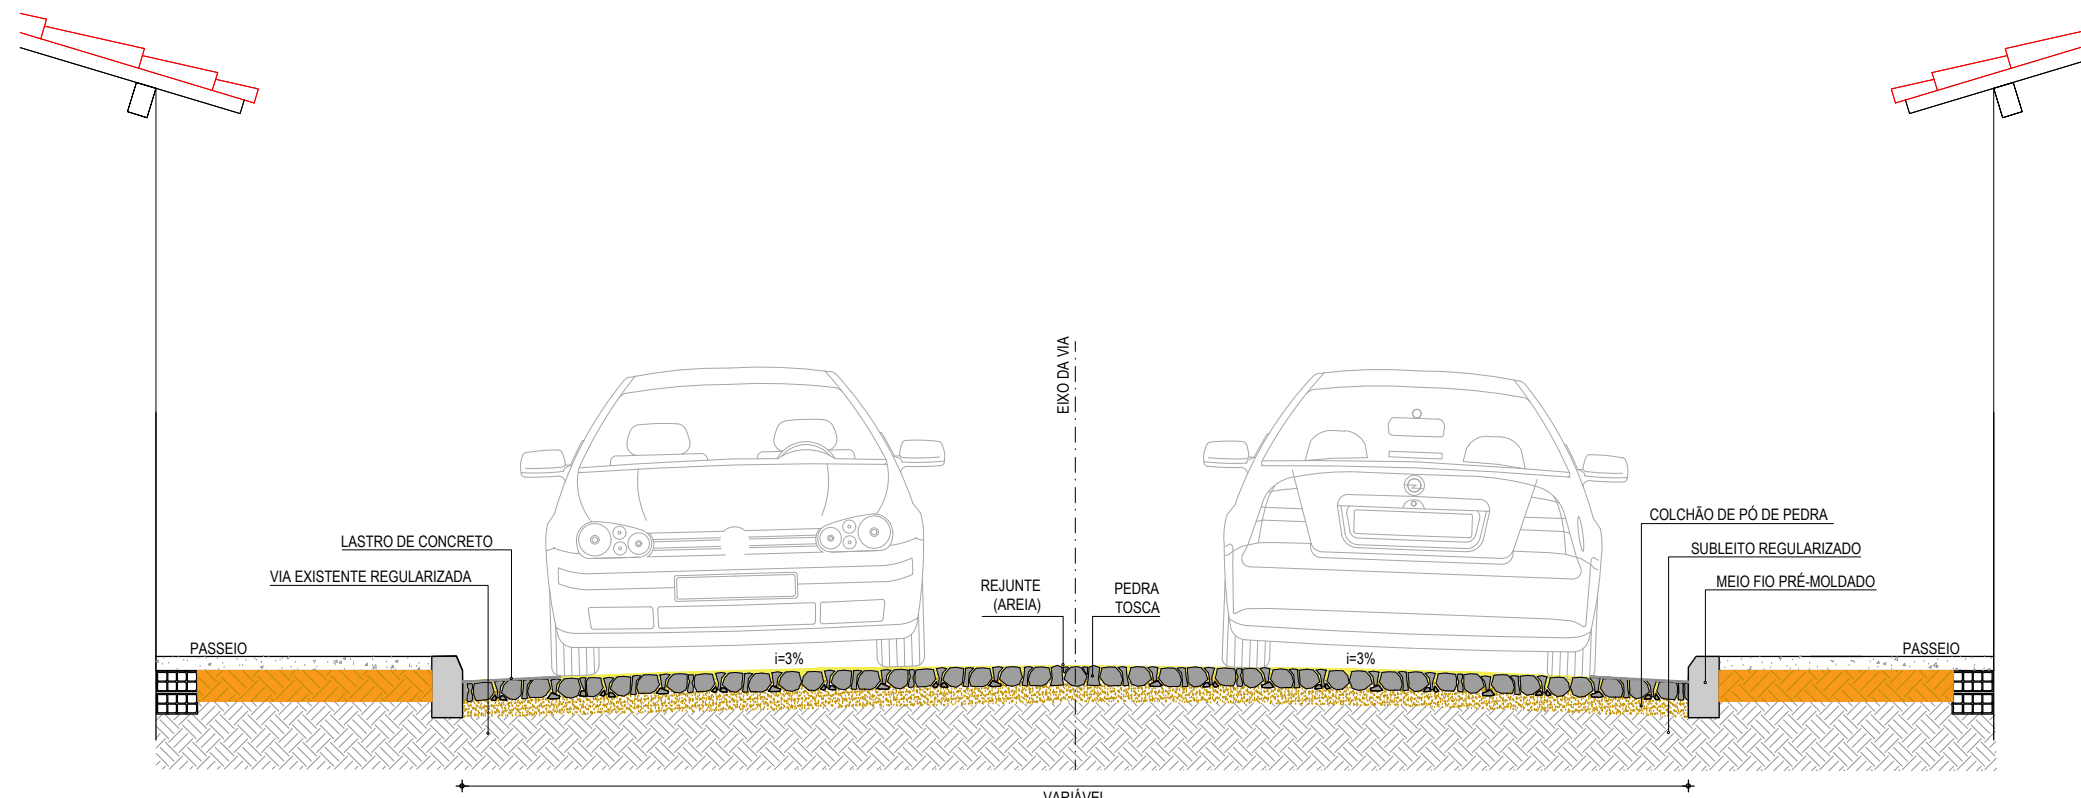 EIXO DA VIA
COLCHÃO DE PÓ DE PEDRA
LASTRO DE CONCRETO
SUBLEITO REGULARIZADO
VIA EXISTENTE REGULARIZADA
MEIO FIO PRÉ-MOLDADO
REJUNTE
(AREIA)
PEDRA
TOSCA
PASSEIO
i=3%
i=3%
PASSEIO
VARIÁVEL